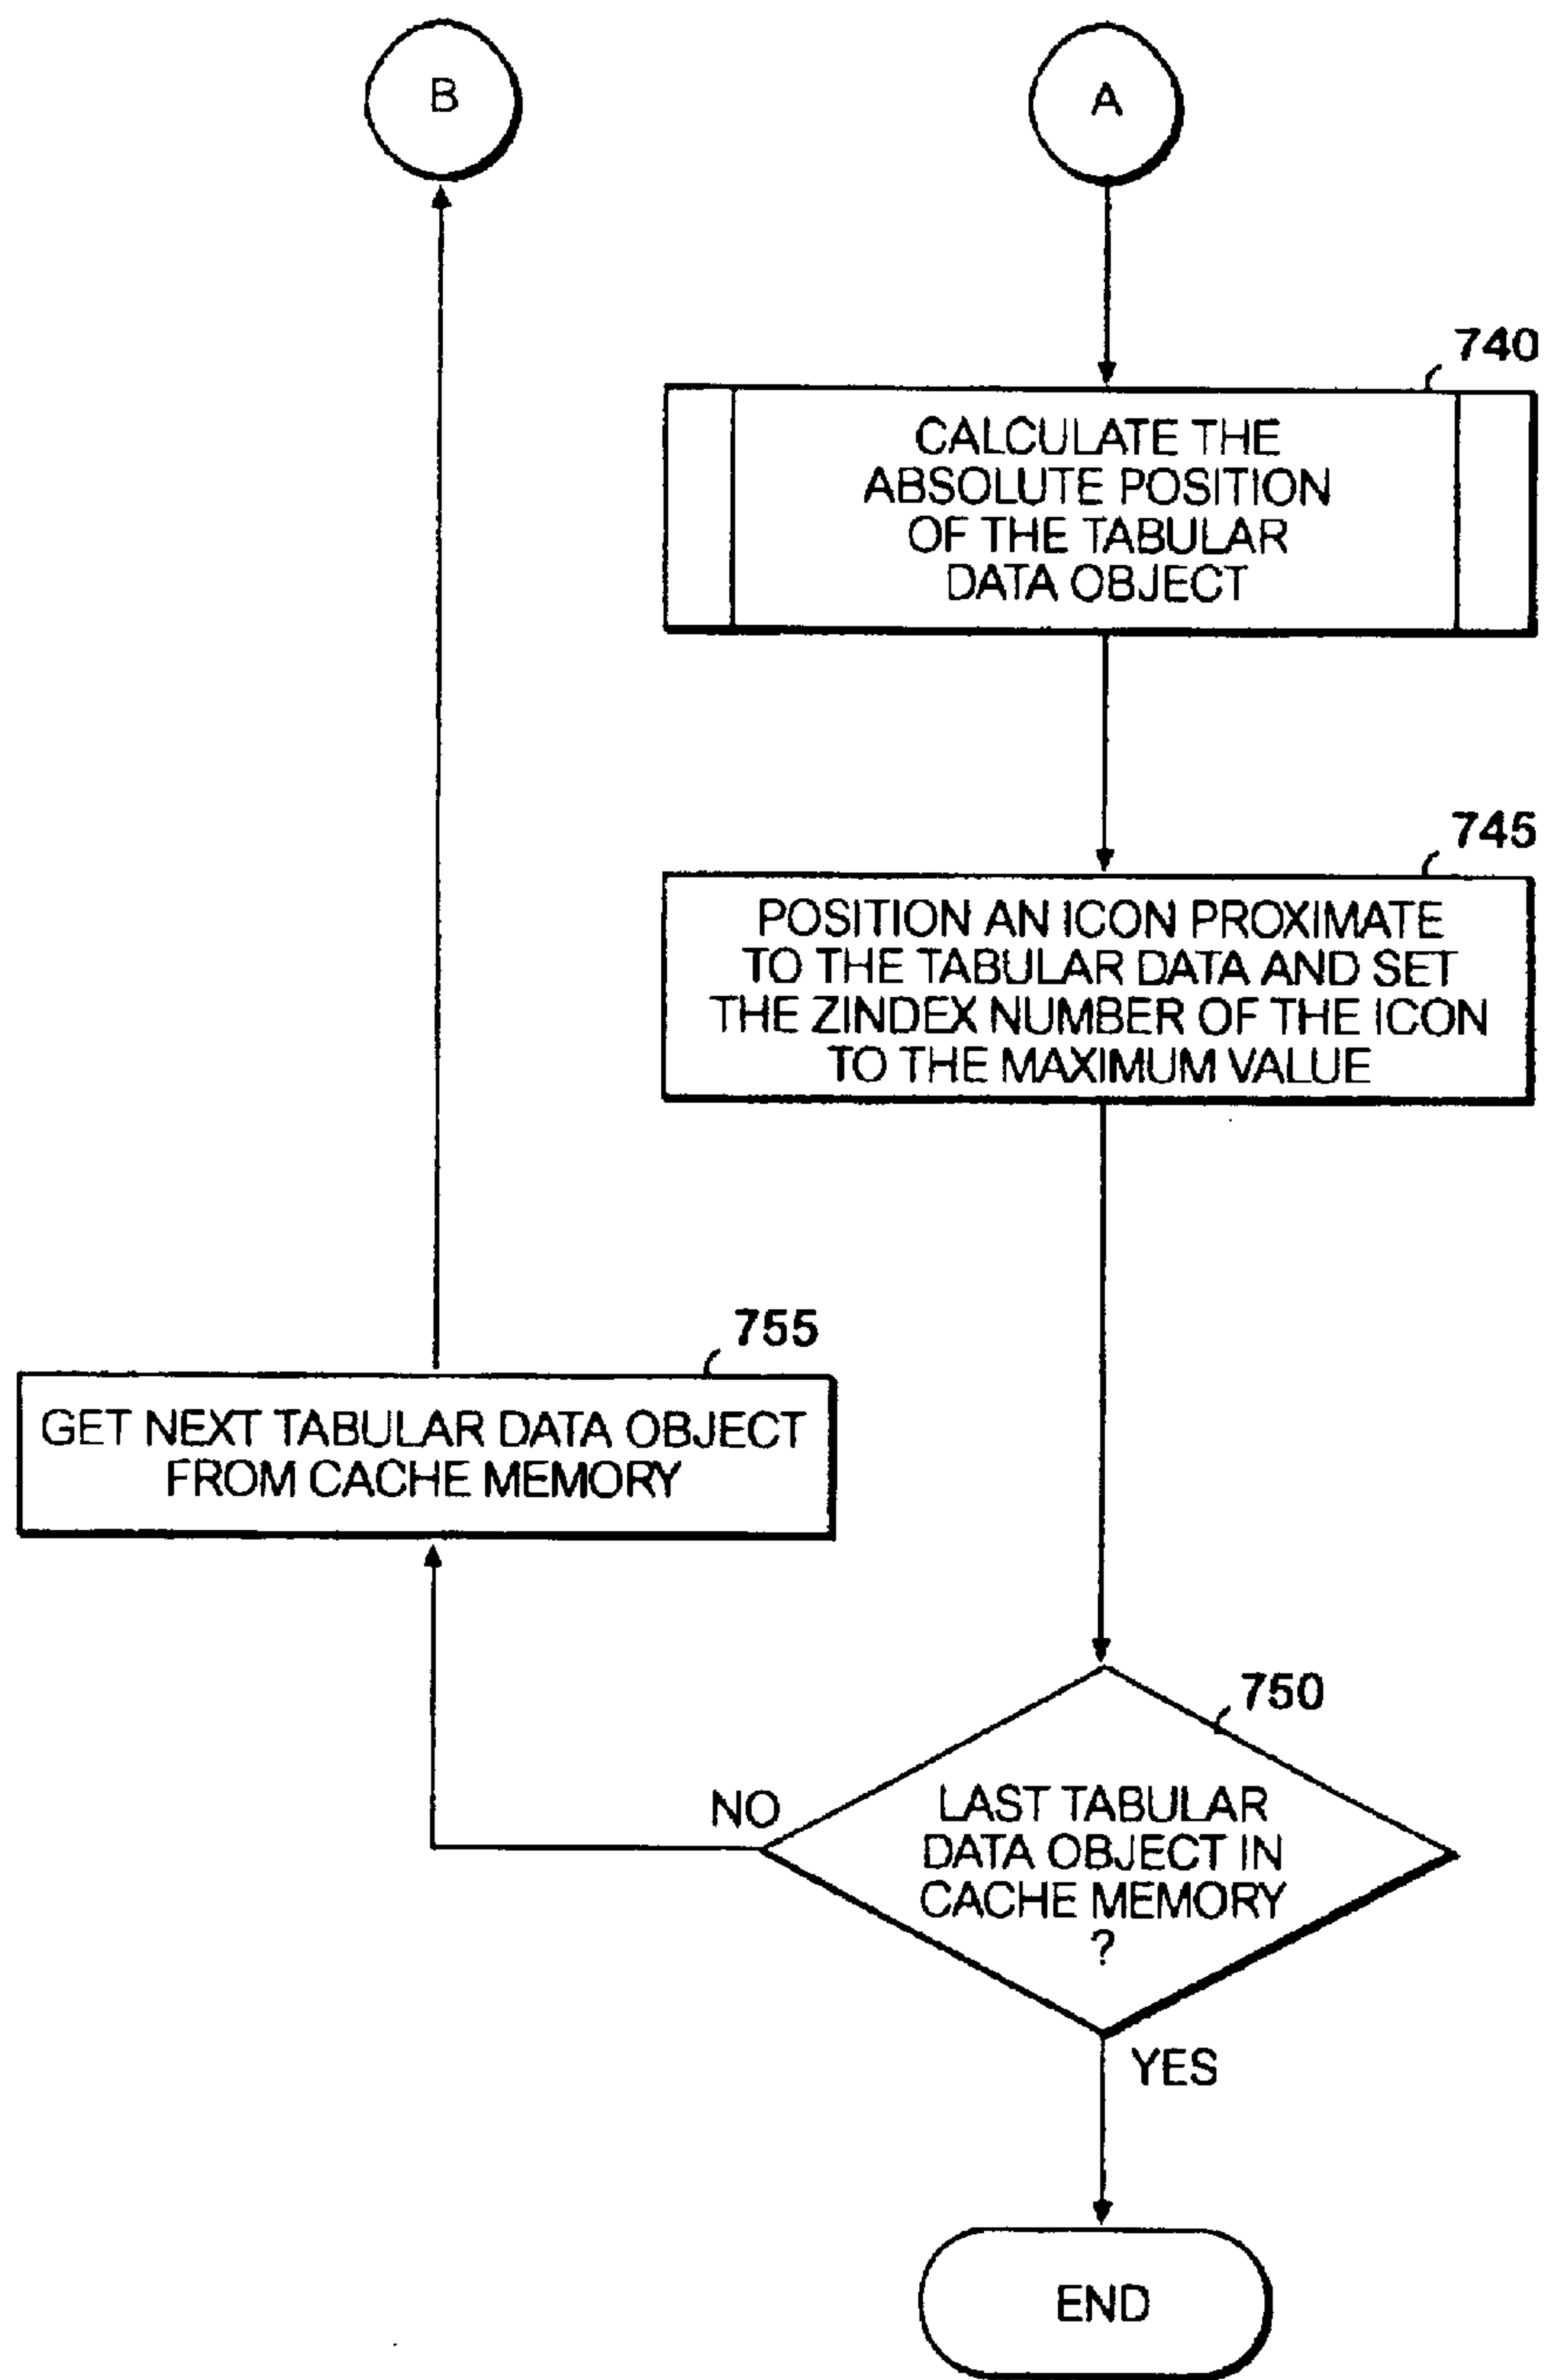 B
A
740
CALCULATE THE
ABSOLUTE POSITION
OF THE TABULAR
DATA OBJECT
745
POSITION AN ICON PROXIMATE
TO THE TABULAR DATA AND SET
THE ZINDEX NUMBER OF THE ICON
TO THE MAXIMUM VALUE
755
GET NEXT TABULAR DATA OBJECT
FROM CACHE MEMORY
750
NO
LAST TABULAR
DATA OBJECT IN
CACHE MEMORY
?
YES
END